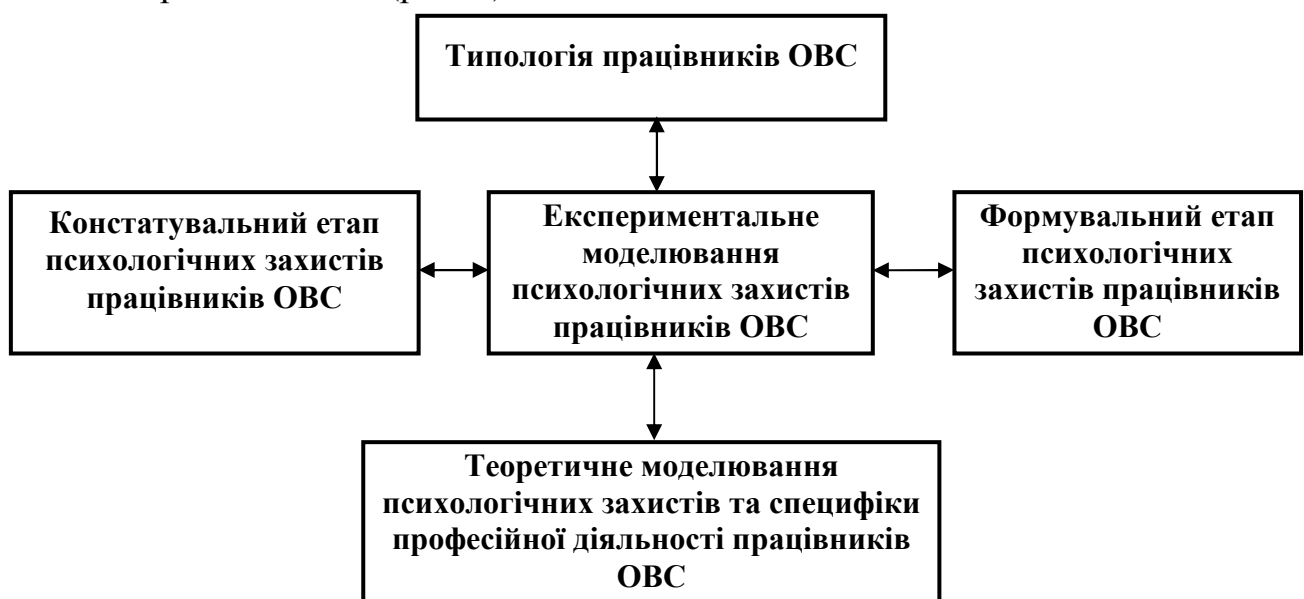 Типологія працівників ОВС
Констатувальний етап
психологічних захистів
працівників ОВС
Експериментальне
моделювання
психологічних захистів
працівників ОВС
Формувальний етап
психологічних
захистів працівників
ОВС
Теоретичне моделювання
психологічних захистів та специфіки
професійної діяльності працівників
ОВС